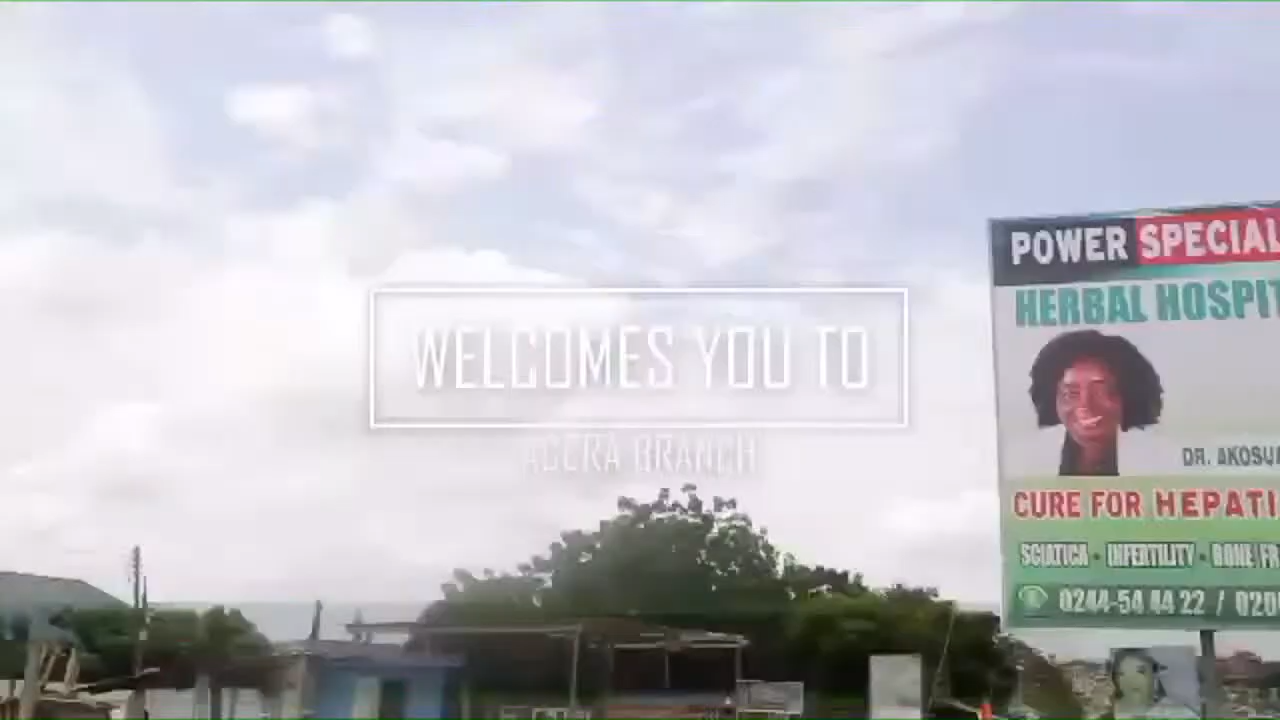 WELCOMES YOU TO
ACCRA BRANCH
POWER SPECIAL
HERBAL HOSPIT
DR. AKOSUA
CURE FOR HEPATI
SCIATICA - INFERTILITY - BONE FR
0244-54 44 22 / 020